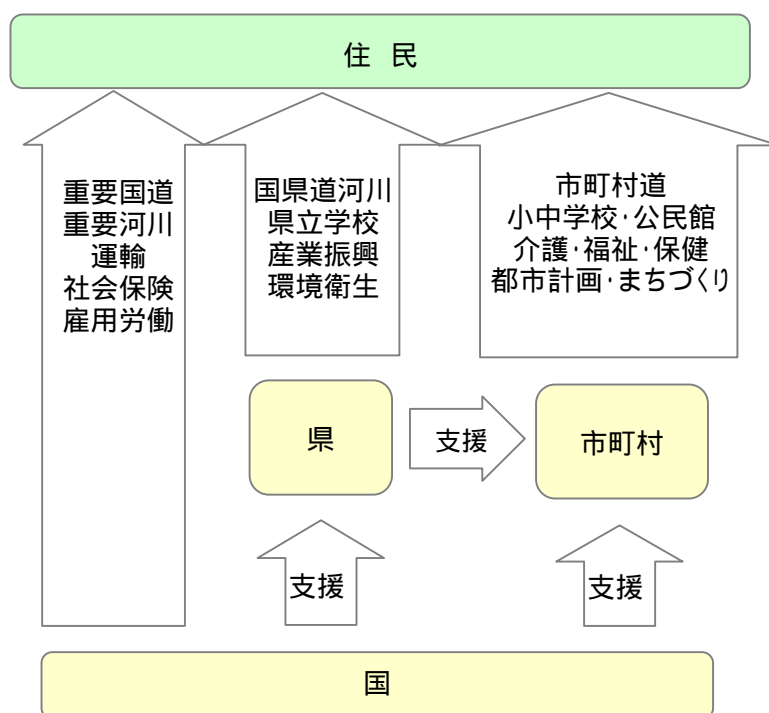 住 民
重要国道
重要河川
運輸
社会保険
雇用労働
国県道河川
県立学校
産業振興
環境衛生
市町村道
小中学校･公民館
介護･福祉･保健
都市計画･まちづくり
県
支援
市町村
支援
支援
国